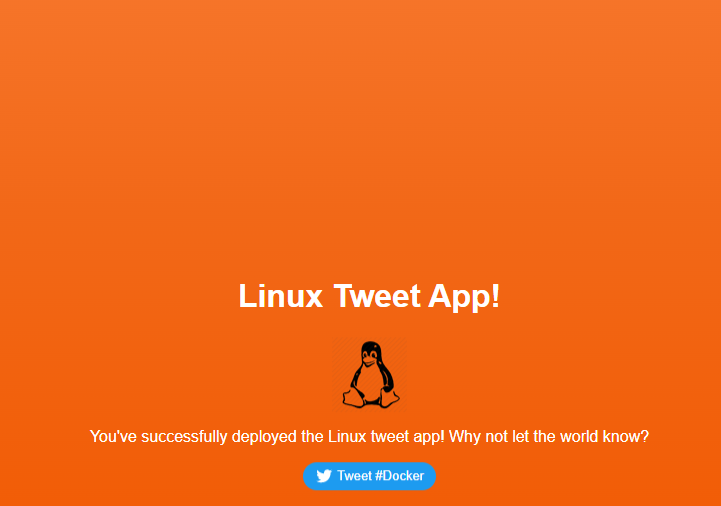 Linux Tweet App!
You've successfully deployed the Linux tweet app! Why not let the world know?
Tweet #Docker